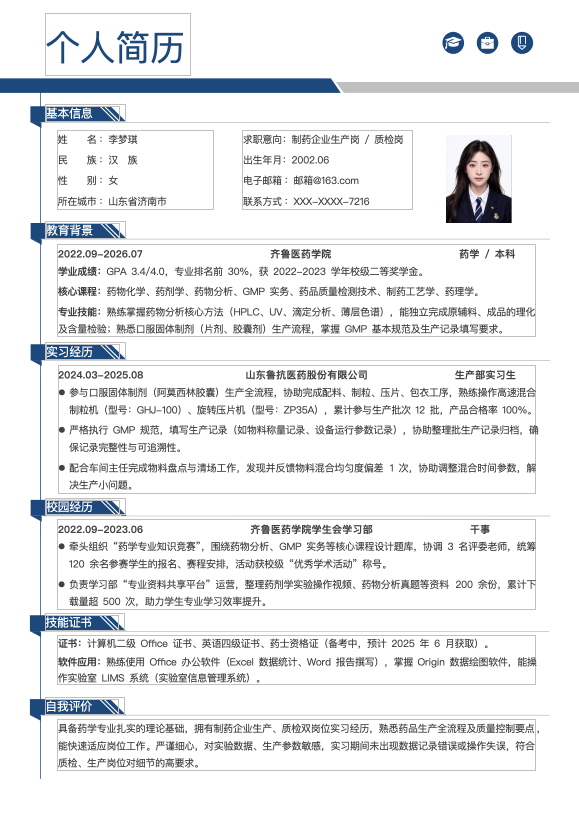 个人简历
基本信息
姓 名：李梦琪
求职意向：制药企业生产岗 / 质检岗
民 族：汉 族
出生年月：2002.06
性 别：女
电子邮箱：邮箱@163.com
所在城市：山东省济南市
联系方式：XXX-XXXX-7216
教育背景
2022.09-2026.07 齐鲁医药学院 药学 / 本科
学业成绩：GPA 3.4/4.0，专业排名前 30%，获 2022-2023 学年校级二等奖学金。
核心课程：药物化学、药剂学、药物分析、GMP 实务、药品质量检测技术、制药工艺学、药理学。
专业技能：熟练掌握药物分析核心方法（HPLC、UV、滴定分析、薄层色谱），能独立完成原辅料、成品的理化
及含量检验；熟悉口服固体制剂（片剂、胶囊剂）生产流程，掌握 GMP 基本规范及生产记录填写要求。
实习经历
2024.03-2025.08 山东鲁抗医药股份有限公司 生产部实习生
● 参与口服固体制剂（阿莫西林胶囊）生产全流程，协助完成配料、制粒、压片、包衣工序，熟练操作高速混合
制粒机（型号：GHJ-100）、旋转压片机（型号：ZP35A），累计参与生产批次 12 批，产品合格率 100%。
● 严格执行 GMP 规范，填写生产记录（如物料称量记录、设备运行参数记录），协助整理批生产记录归档，确
保记录完整性与可追溯性。
● 配合车间主任完成物料盘点与清场工作，发现并反馈物料混合均匀度偏差 1 次，协助调整混合时间参数，解
决生产小问题。
校园经历
2022.09-2023.06 齐鲁医药学院学生会学习部 干事
● 牵头组织“药学专业知识竞赛”，围绕药物分析、GMP 实务等核心课程设计题库，协调 3 名评委老师，统筹
120 余名参赛学生的报名、赛程安排，活动获校级“优秀学术活动”称号。
● 负责学习部“专业资料共享平台”运营，整理药剂学实验操作视频、药物分析真题等资料 200 余份，累计下
载量超 500 次，助力学生专业学习效率提升。
技能证书
证书：计算机二级 Office 证书、英语四级证书、药士资格证（备考中，预计 2025 年 6 月获取）。
软件应用：熟练使用 Office 办公软件（Excel 数据统计、Word 报告撰写），掌握 Origin 数据绘图软件，能操
作实验室 LIMS 系统（实验室信息管理系统）。
自我评价
具备药学专业扎实的理论基础，拥有制药企业生产、质检双岗位实习经历，熟悉药品生产全流程及质量控制要点，
能快速适应岗位工作。严谨细心，对实验数据、生产参数敏感，实习期间未出现数据记录错误或操作失误，符合
质检、生产岗位对细节的高要求。